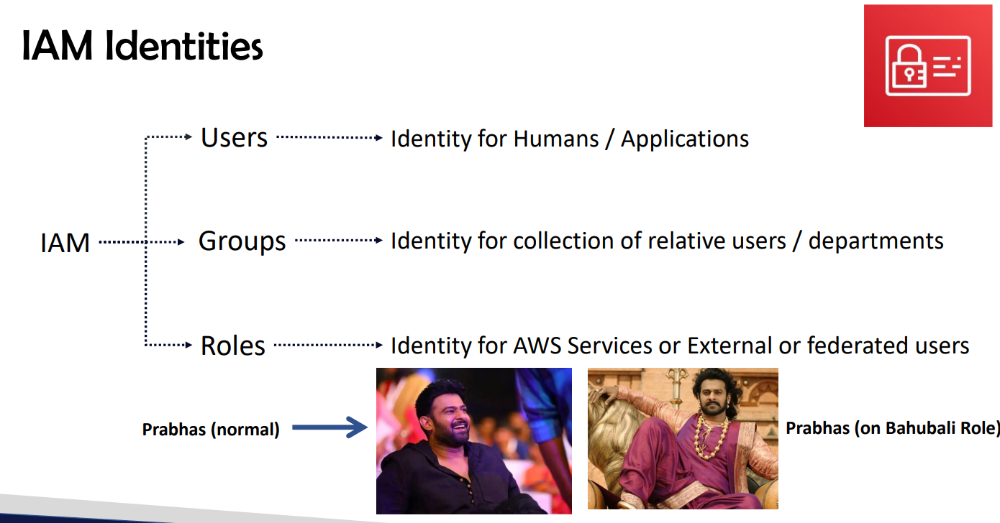 IAM Identities
Users
Identity for Humans / Applications
IAM
Groups
Identity for collection of relative users / departments
Roles
Identity for AWS Services or External or federated users
Prabhas (normal)
Prabhas (on Bahubali Role)